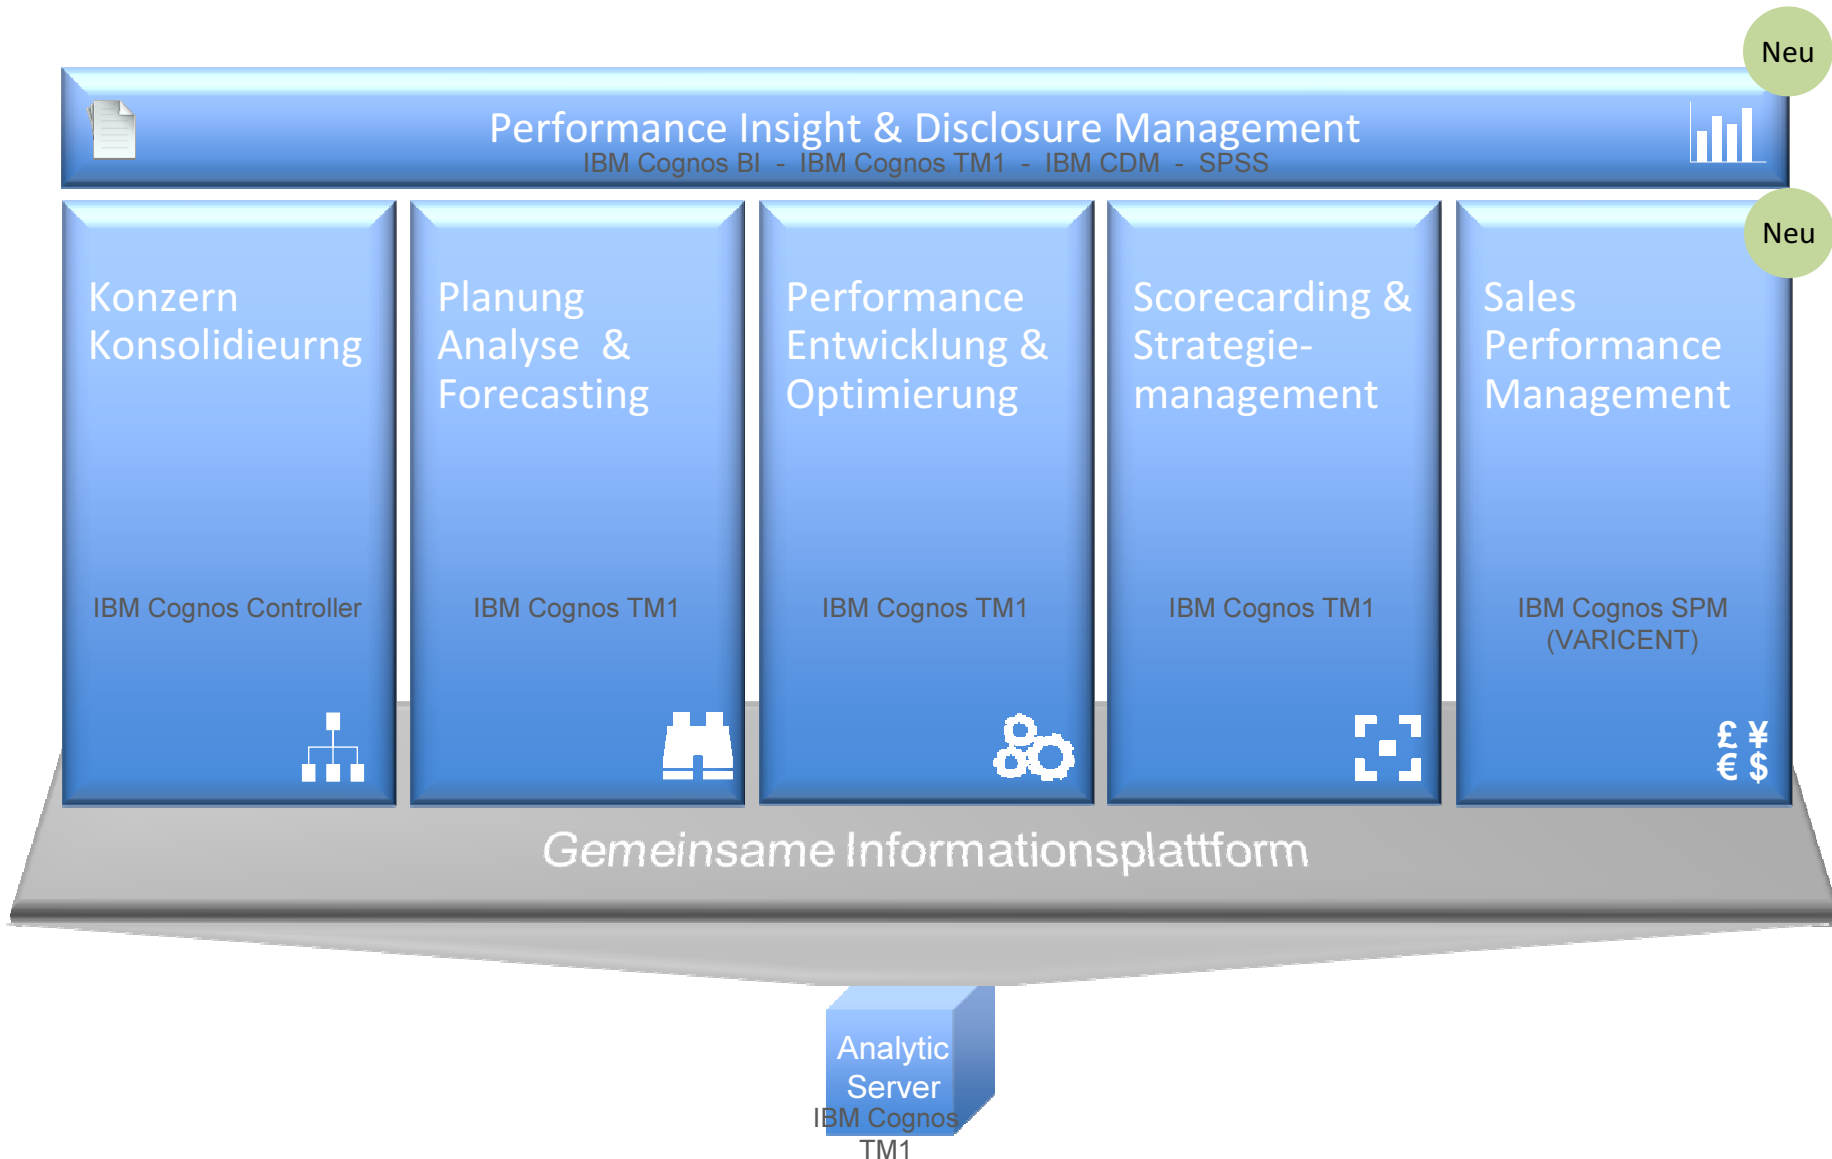 Neu
Performance Insight & Disclosure Management
IBM Cognos BI - IBM Cognos TM1 - IBM CDM - SPSS
Neu
Konzern
Konsolidieurng
IBM Cognos Controller
Planung
Analyse &
Forecasting
IBM Cognos TM1
Performance
Entwicklung &
Optimierung
IBM Cognos TM1
Scorecarding &
Strategie-
management
IBM Cognos TM1
Sales
Performance
Management
IBM Cognos SPM
(VARICENT)
£ ¥
€ $
Gemeinsame Informationsplattform
Analytic
Server
IBM Cognos
TM1